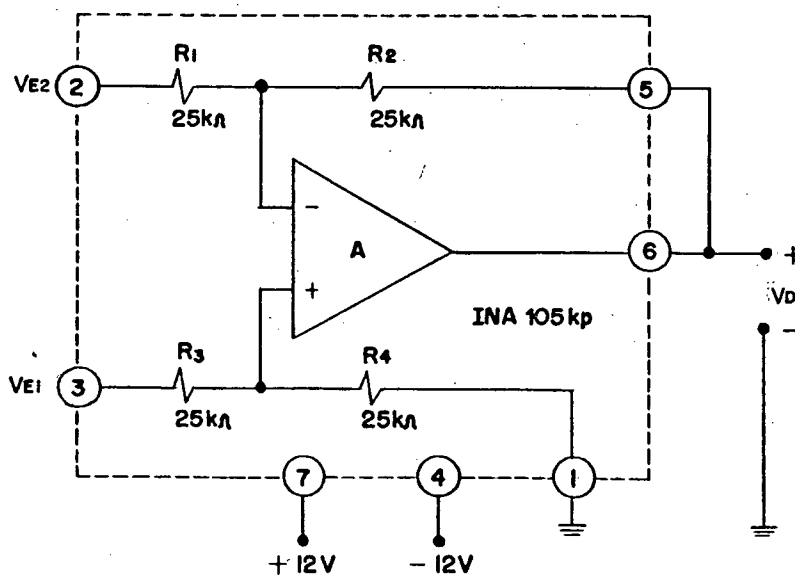 R1
R2
VE2
2
5
25kΩ
25kΩ
-
A
6
+
+
VD
INA 105kp
-
R3
R4
VE1
3
25kΩ
25kΩ
7
4
1
+12V
-12V